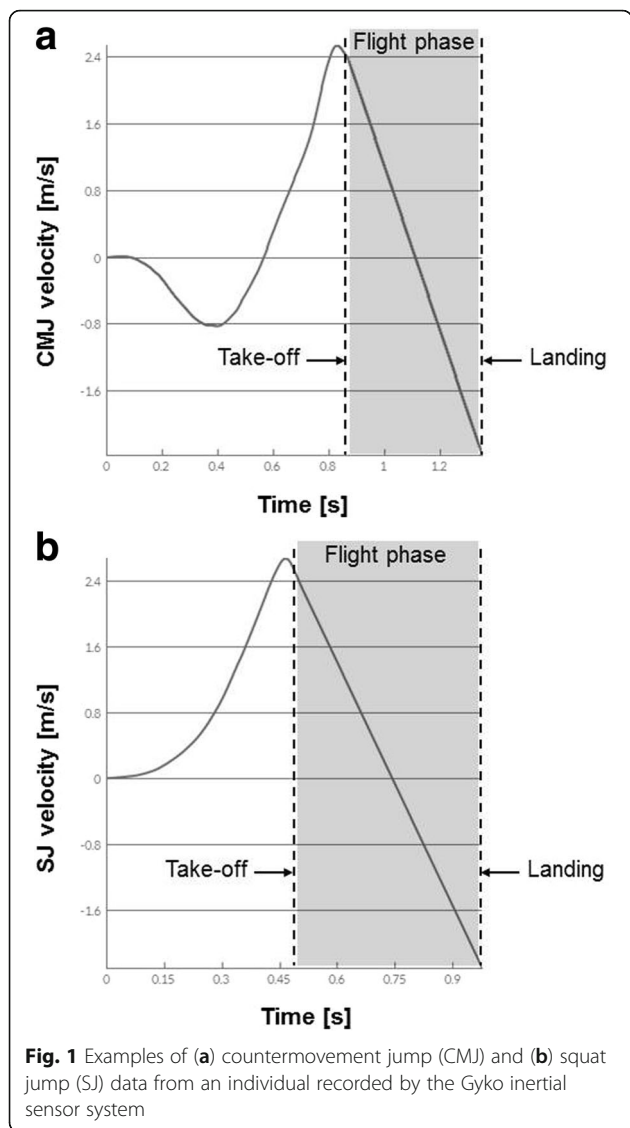 a
Flight phase
2.4
1.6
0.8
0
-0.8
-1.6
CMJ velocity [m/s]
Take-off
Landing
0 0.2 0.4 0.6 0.8 1 1.2
Time [s]
b
Flight phase
2.4
1.6
0.8
0
-0.8
-1.6
SJ velocity [m/s]
Take-off
Landing
0 0.15 0.3 0.45 0.6 0.75 0.9
Time [s]
Fig. 1 Examples of (a) countermovement jump (CMJ) and (b) squat
jump (SJ) data from an individual recorded by the Gyko inertial
sensor system